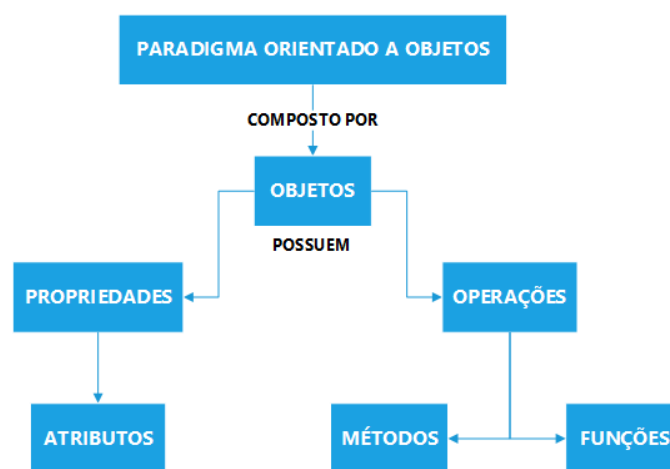 PARADIGMA ORIENTADO A OBJETOS
COMPOSTO POR
OBJETOS
POSSUEM
PROPRIEDADES
OPERAÇÕES
ATRIBUTOS
MÉTODOS
FUNÇÕES